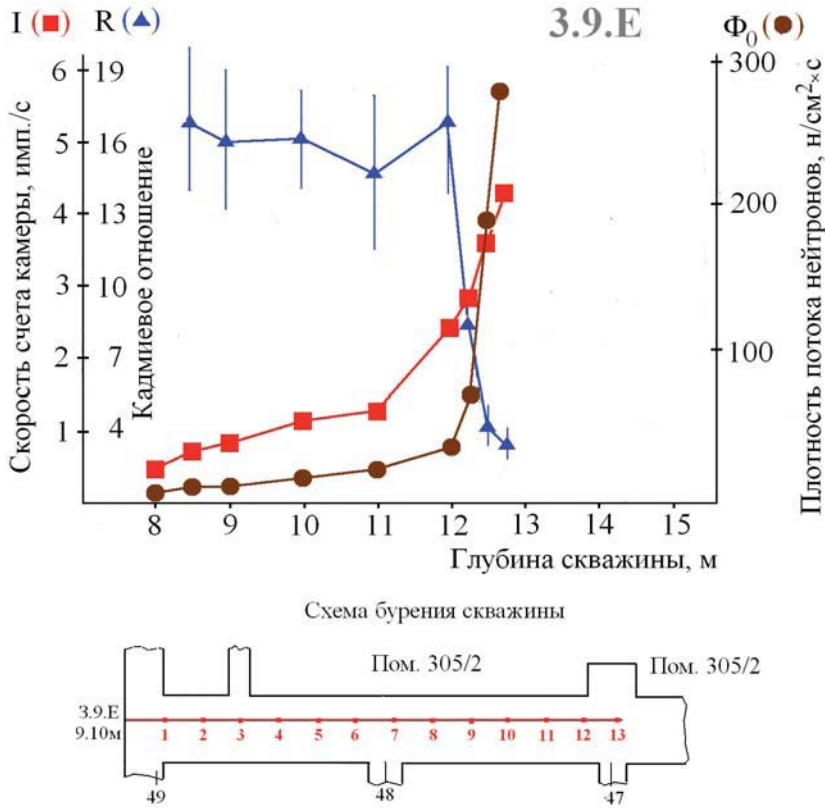 I ( ) R ( ) 3.9.E Ф0 ( )
Скорость счета камеры, имп./с
6
5
4
3
2
1
Кадмиевое отношение
19
16
13
10
7
4
300
200
100
Плотность потока нейтронов, н/см²×с
8 9 10 11 12 13 14 15
Глубина скважины, м
Схема бурения скважины
Пом. 305/2 Пом. 305/2
3.9.Е
9.10м
1 2 3 4 5 6 7 8 9 10 11 12 13
49 48 47